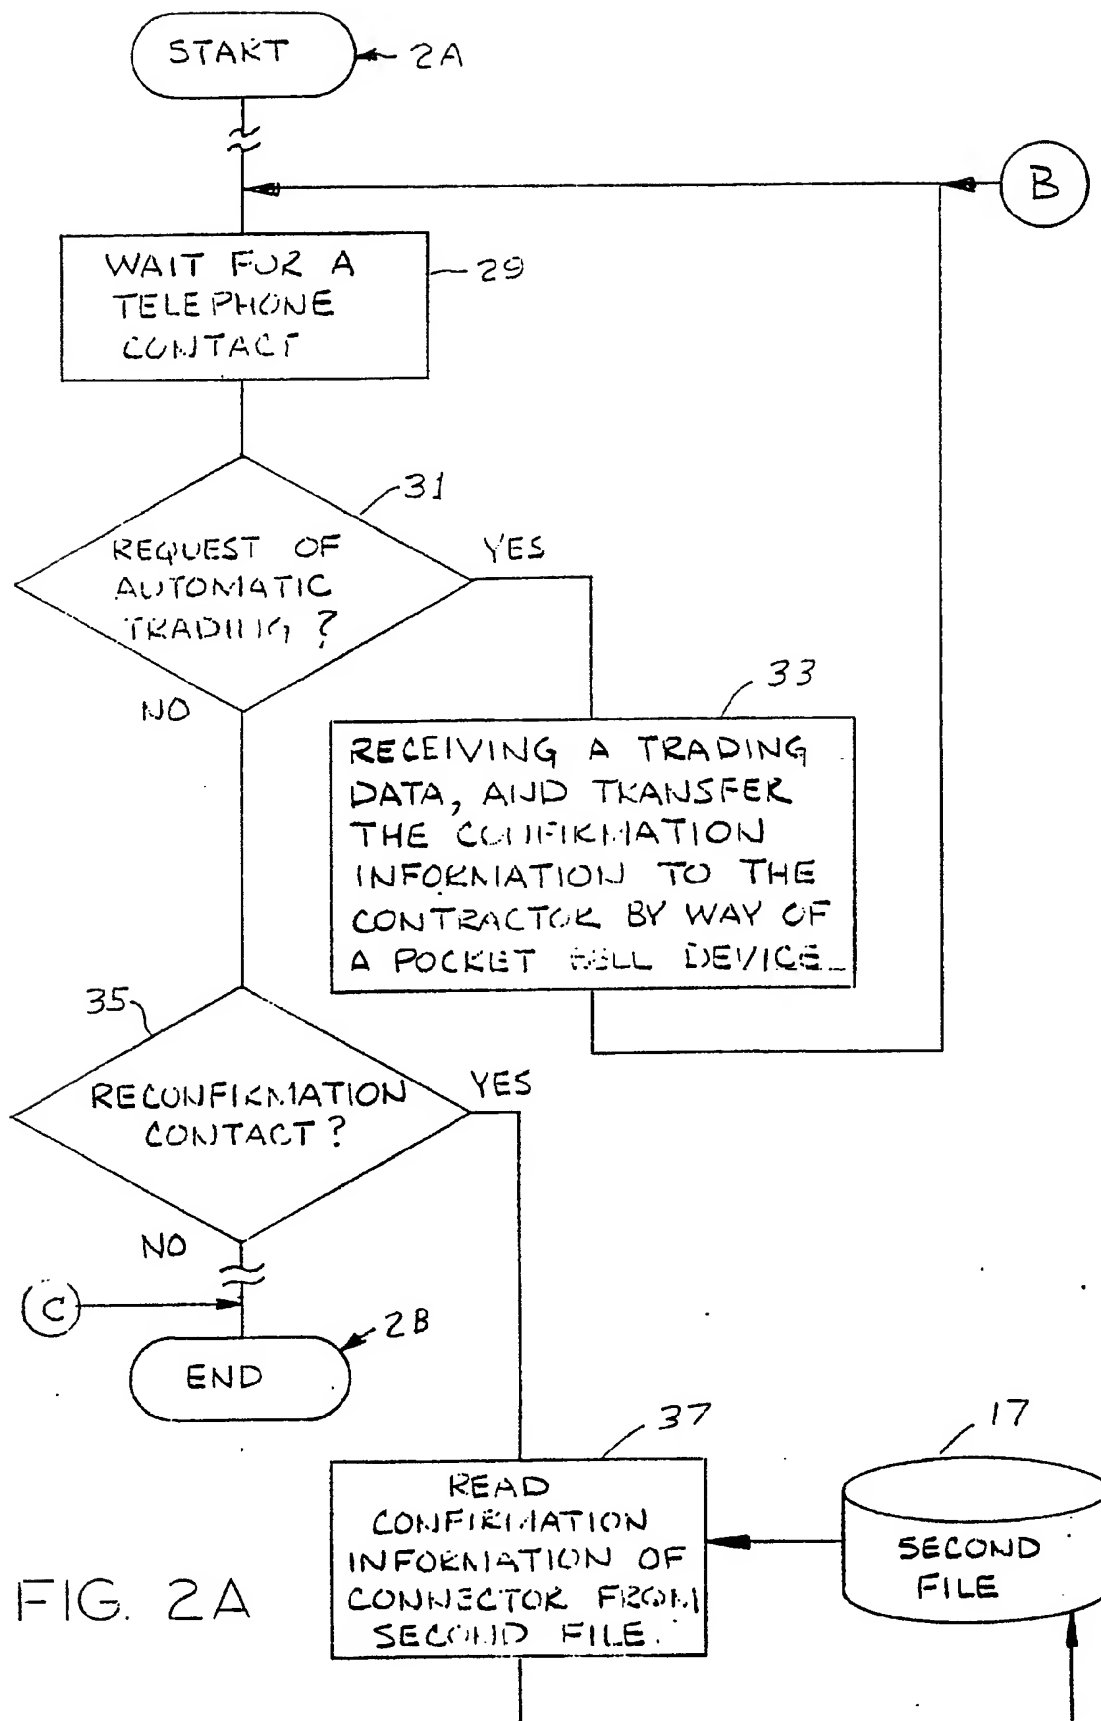 START
2A
B
WAIT FOR A
TELEPHONE
CONTACT
29
31
REQUEST OF
AUTOMATIC
TRADING?
YES
NO
33
RECEIVING A TRADING
DATA, AND TRANSFER
THE CONFIRMATION
INFORMATION TO THE
CONTRACTOR BY WAY OF
A POCKET BELL DEVICE.
35
RECONFIRMATION
CONTACT?
YES
NO
C
2B
END
37
17
READ
CONFIRMATION
INFORMATION OF
CONNECTOR FROM
SECOND FILE.
SECOND
FILE
FIG. 2A